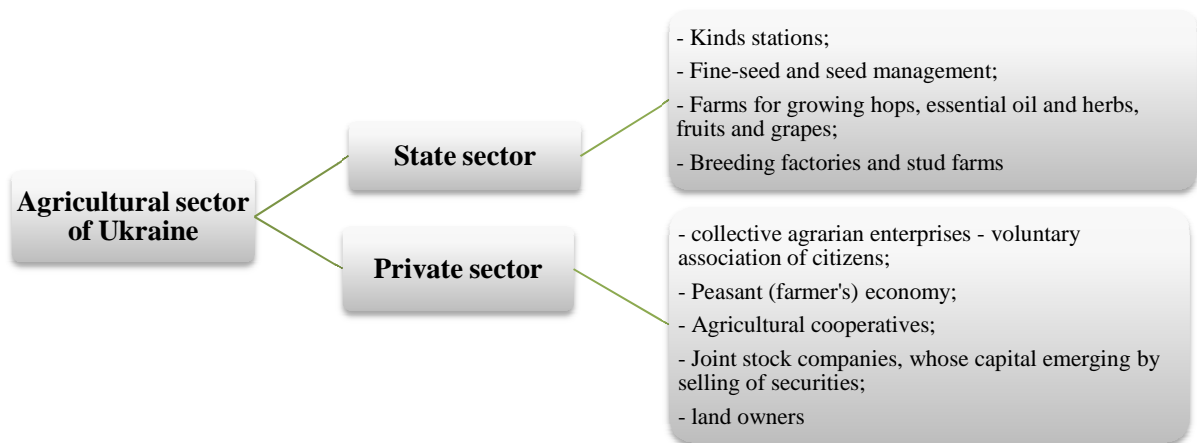 Agricultural sector
of Ukraine
State sector
- Kinds stations;
- Fine-seed and seed management;
- Farms for growing hops, essential oil and herbs,
fruits and grapes;
- Breeding factories and stud farms
Private sector
- collective agrarian enterprises - voluntary
association of citizens;
- Peasant (farmer's) economy;
- Agricultural cooperatives;
- Joint stock companies, whose capital emerging by
selling of securities;
- land owners